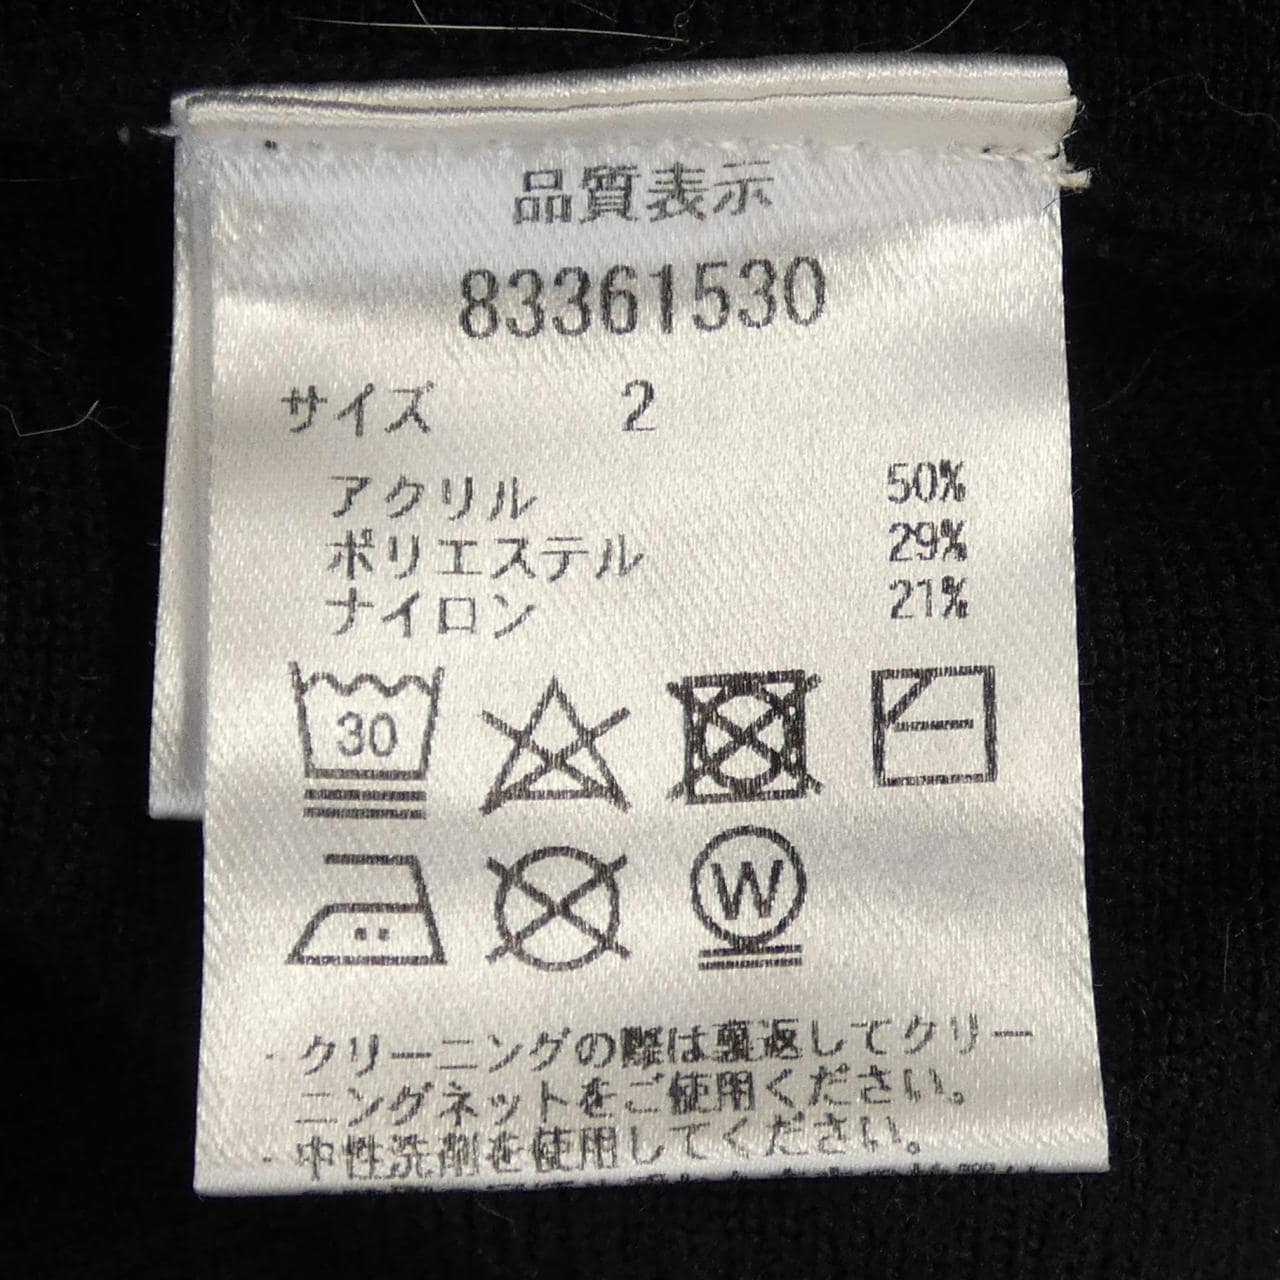 品質表示
83361530
サイズ 2
アクリル 50%
ポリエステル 29%
ナイロン 21%
30
W
・クリーニングの際は裏返してクリー
ニングネットをご使用ください。
・中性洗剤を使用してください。